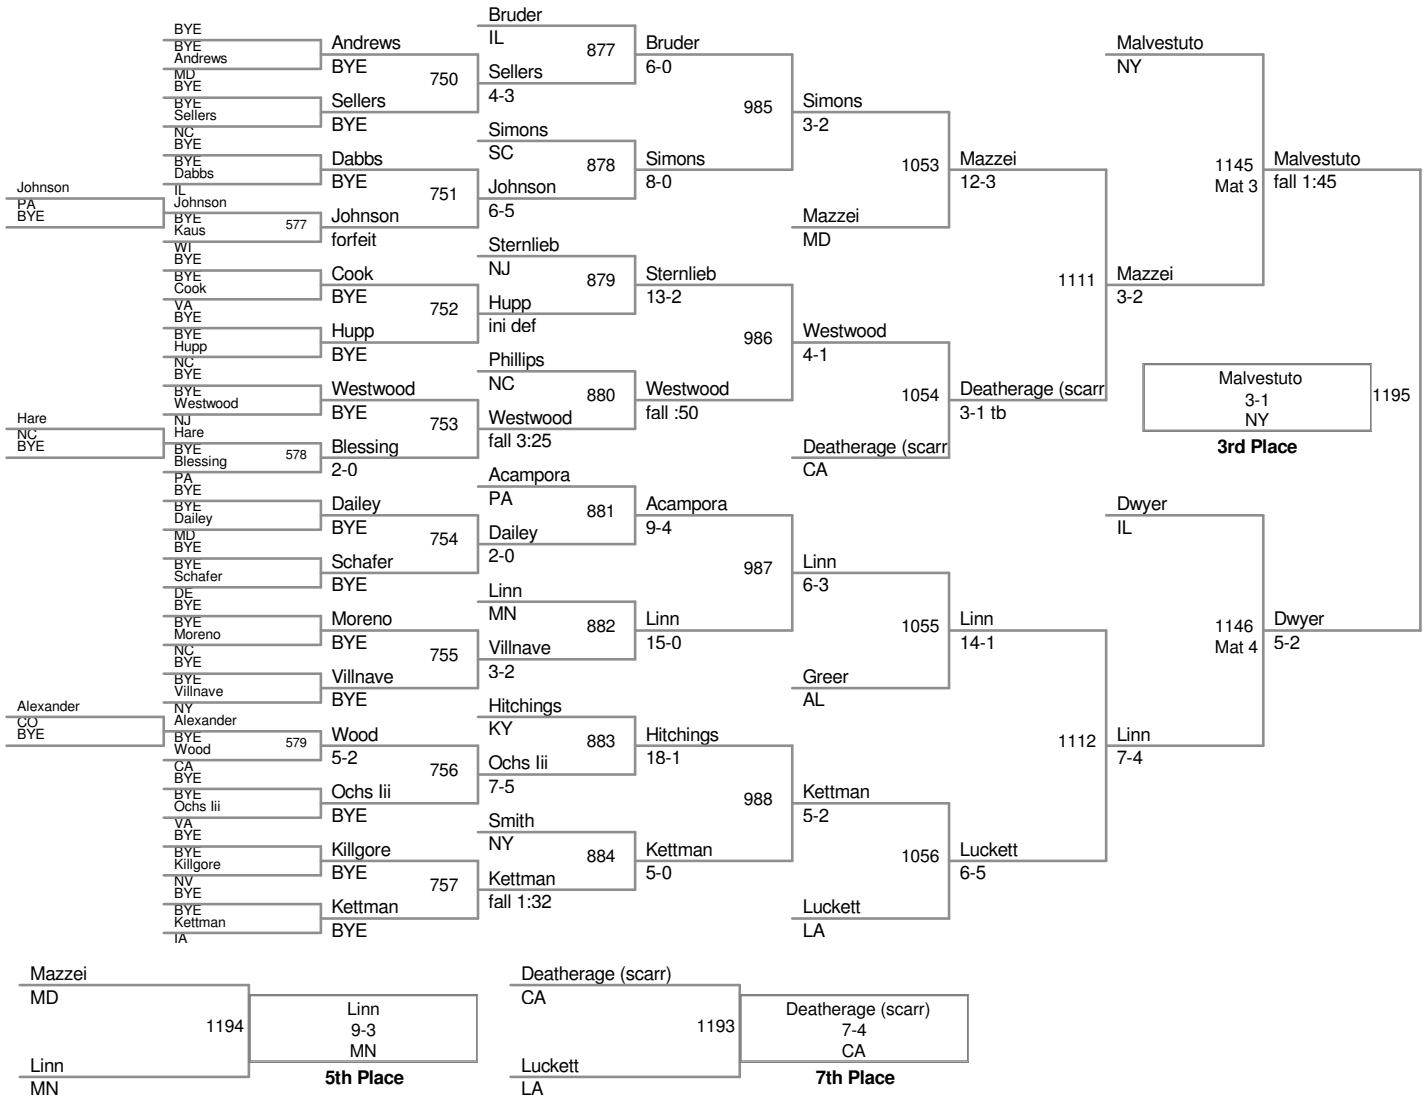 Johnson
PA
BYE
Hare
NC
BYE
Alexander
CO
BYE
BYE
BYE
Andrews
MD
BYE
BYE
Sellers
NC
BYE
BYE
Dabbs
IL
Johnson
BYE
Kaus
577
WI
BYE
BYE
Cook
VA
BYE
BYE
Hupp
NC
BYE
BYE
Westwood
NJ
Hare
BYE
Blessing
578
PA
BYE
BYE
Dailey
MD
BYE
BYE
Schafer
DE
BYE
BYE
Moreno
NC
BYE
BYE
Villnave
NY
Alexander
BYE
Wood
579
CA
BYE
BYE
Ochs Iii
VA
BYE
BYE
Killgore
NV
BYE
BYE
Kettman
IA
Andrews
BYE
750
Sellers
BYE
Dabbs
BYE
751
Johnson
forfeit
Cook
BYE
752
Hupp
BYE
Westwood
BYE
753
Blessing
2-0
Dailey
BYE
754
Schafer
BYE
Moreno
BYE
755
Villnave
BYE
Wood
5-2
756
Ochs Iii
BYE
Killgore
BYE
757
Kettman
BYE
Bruder
IL
877
Sellers
4-3
Simons
SC
878
Johnson
6-5
Sternlieb
NJ
879
Hupp
ini def
Phillips
NC
880
Westwood
fall 3:25
Acampora
PA
881
Dailey
2-0
Linn
MN
882
Villnave
3-2
Hitchings
KY
883
Ochs Iii
7-5
Smith
NY
884
Kettman
fall 1:32
Bruder
6-0
985
Simons
8-0
Sternlieb
13-2
986
Westwood
fall :50
Acampora
9-4
987
Linn
15-0
Hitchings
18-1
988
Kettman
5-0
Simons
3-2
1053
Mazzei
MD
Westwood
4-1
1054
Deatherage (scarr
CA
Linn
6-3
1055
Greer
AL
Kettman
5-2
1056
Luckett
LA
Mazzei
12-3
1111
Deatherage (scarr
3-1 tb
Linn
14-1
1112
Luckett
6-5
Malvestuto
NY
1145
Mat 3
Mazzei
3-2
Dwyer
IL
1146
Mat 4
Linn
7-4
Malvestuto
fall 1:45
Dwyer
5-2
Malvestuto
3-1
NY
1195
3rd Place
Mazzei
MD
1194
Linn
MN
Linn
9-3
MN
5th Place
Deatherage (scarr)
CA
1193
Luckett
LA
Deatherage (scarr)
7-4
CA
7th Place